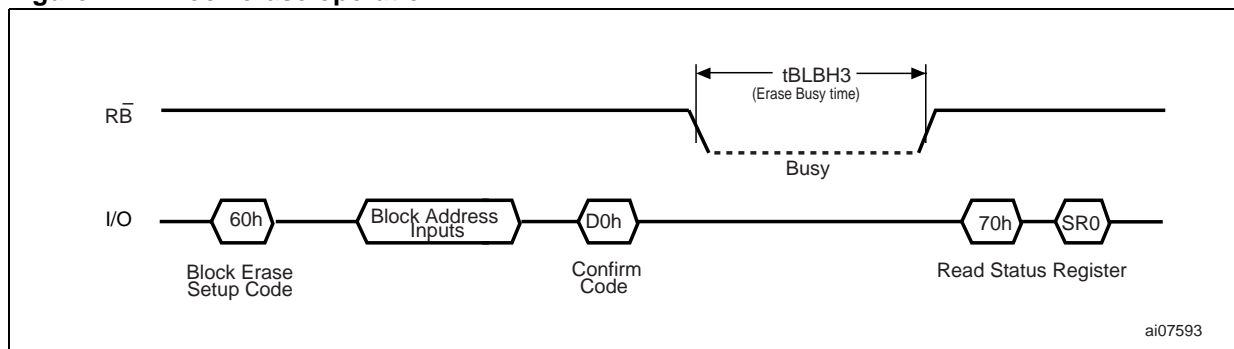 tBLBH3
(Erase Busy time)
RB̅
Busy
I/O
60h
Block Address
Inputs
D0h
70h
SR0
Block Erase
Setup Code
Confirm
Code
Read Status Register
ai07593